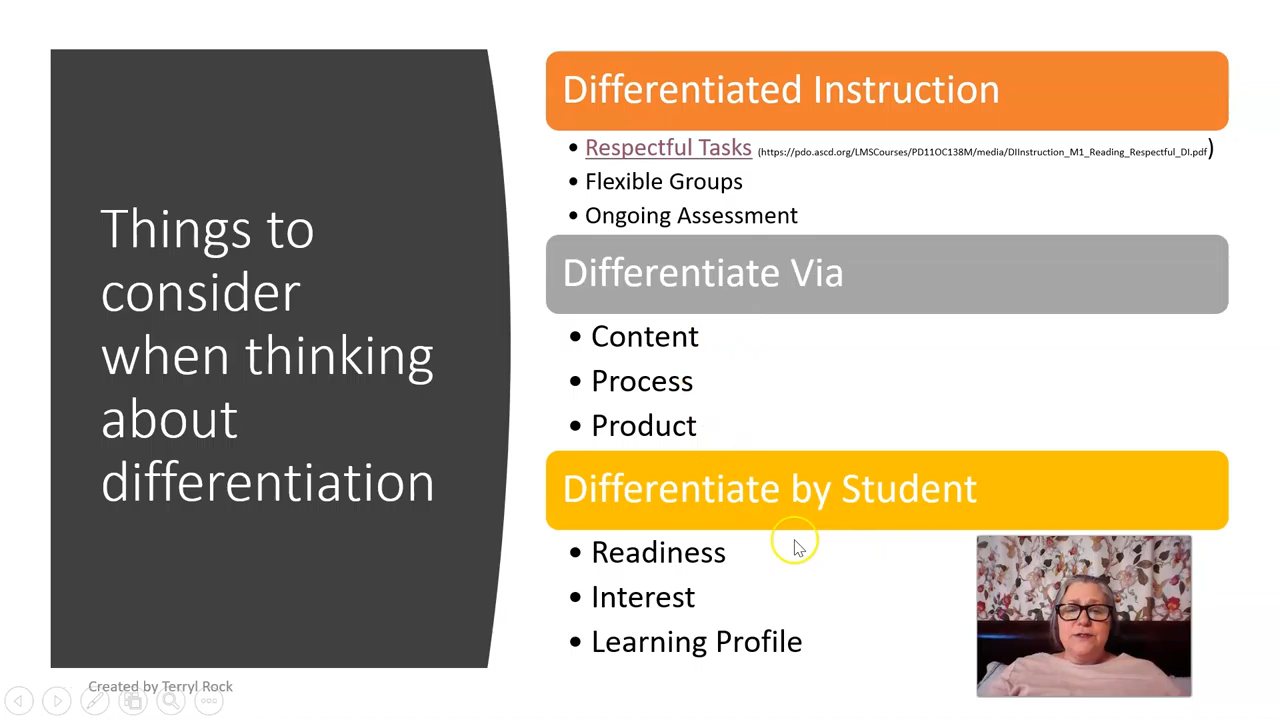 Things to
consider
when thinking
about
differentiation
Differentiated Instruction
• Respectful Tasks (https://pdo.ascd.org/LMSCourses/PD11OC138M/media/DIInstruction_M1_Reading_Respectful_DI.pdf)
• Flexible Groups
• Ongoing Assessment
Differentiate Via
• Content
• Process
• Product
Differentiate by Student
• Readiness
• Interest
• Learning Profile
Created by Terryl Rock